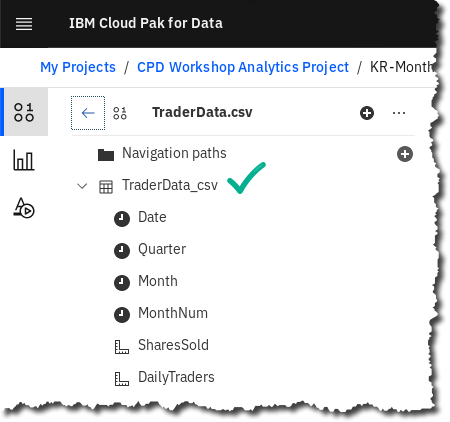 IBM Cloud Pak for Data
My Projects / CPD Workshop Analytics Project / KR-Month
TraderData.csv
Navigation paths
TraderData_csv
Date
Quarter
Month
MonthNum
SharesSold
DailyTraders